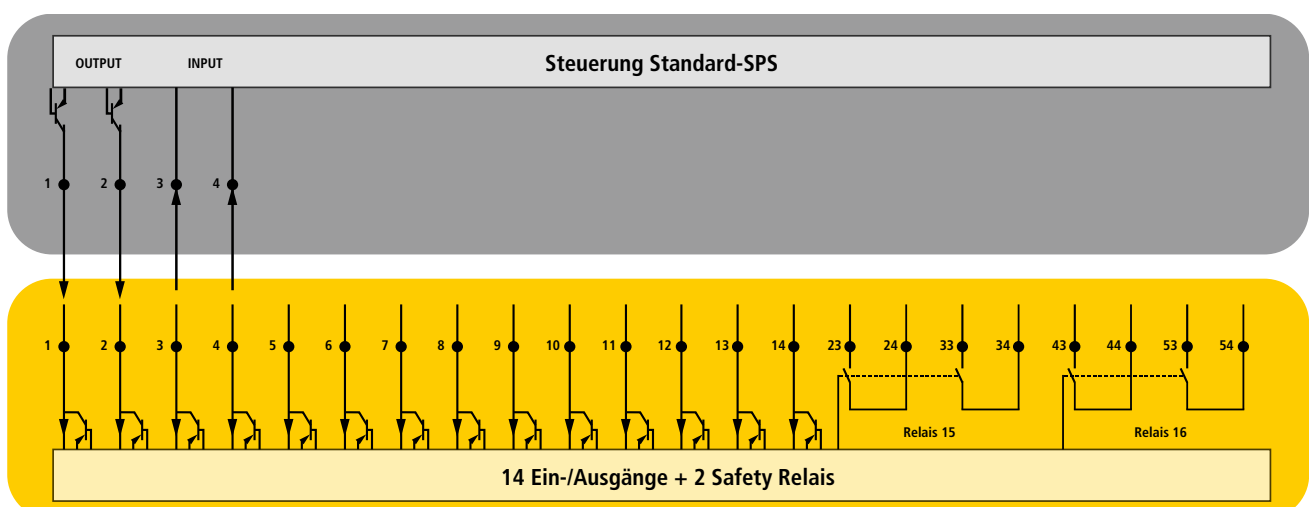 OUTPUT INPUT Steuerung Standard-SPS
1 2 3 4
1 2 3 4 5 6 7 8 9 10 11 12 13 14 23 24 33 34 43 44 53 54
Relais 15 Relais 16
14 Ein-/Ausgänge + 2 Safety Relais